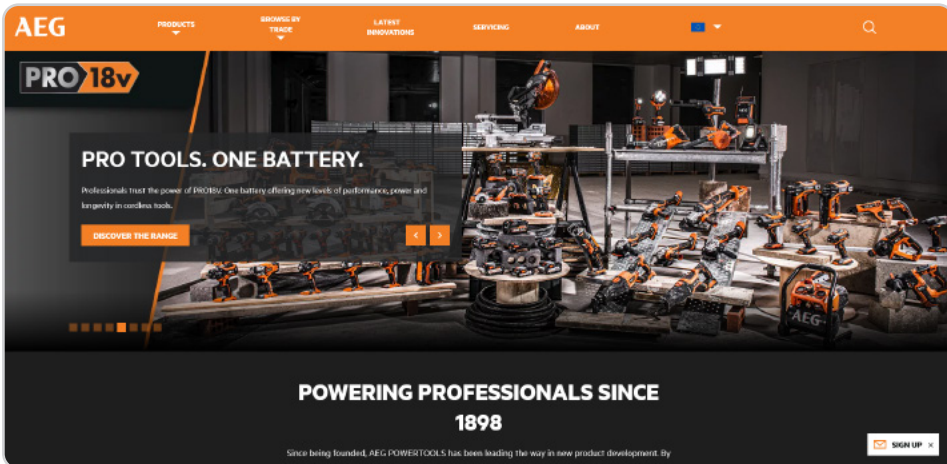 AEG
PRODUCTS
BROWSE BY
TRADE
LATEST
INNOVATIONS
SERVICING
ABOUT
PRO 18v
PRO TOOLS. ONE BATTERY.
Professionals trust the power of PRO18V. One battery offering new levels of performance, power and
longevity in cordless tools.
DISCOVER THE RANGE
AEG
POWERING PROFESSIONALS SINCE
1898
Since being founded, AEG POWERTOOLS has been leading the way in new product development. By
SIGN UP ×